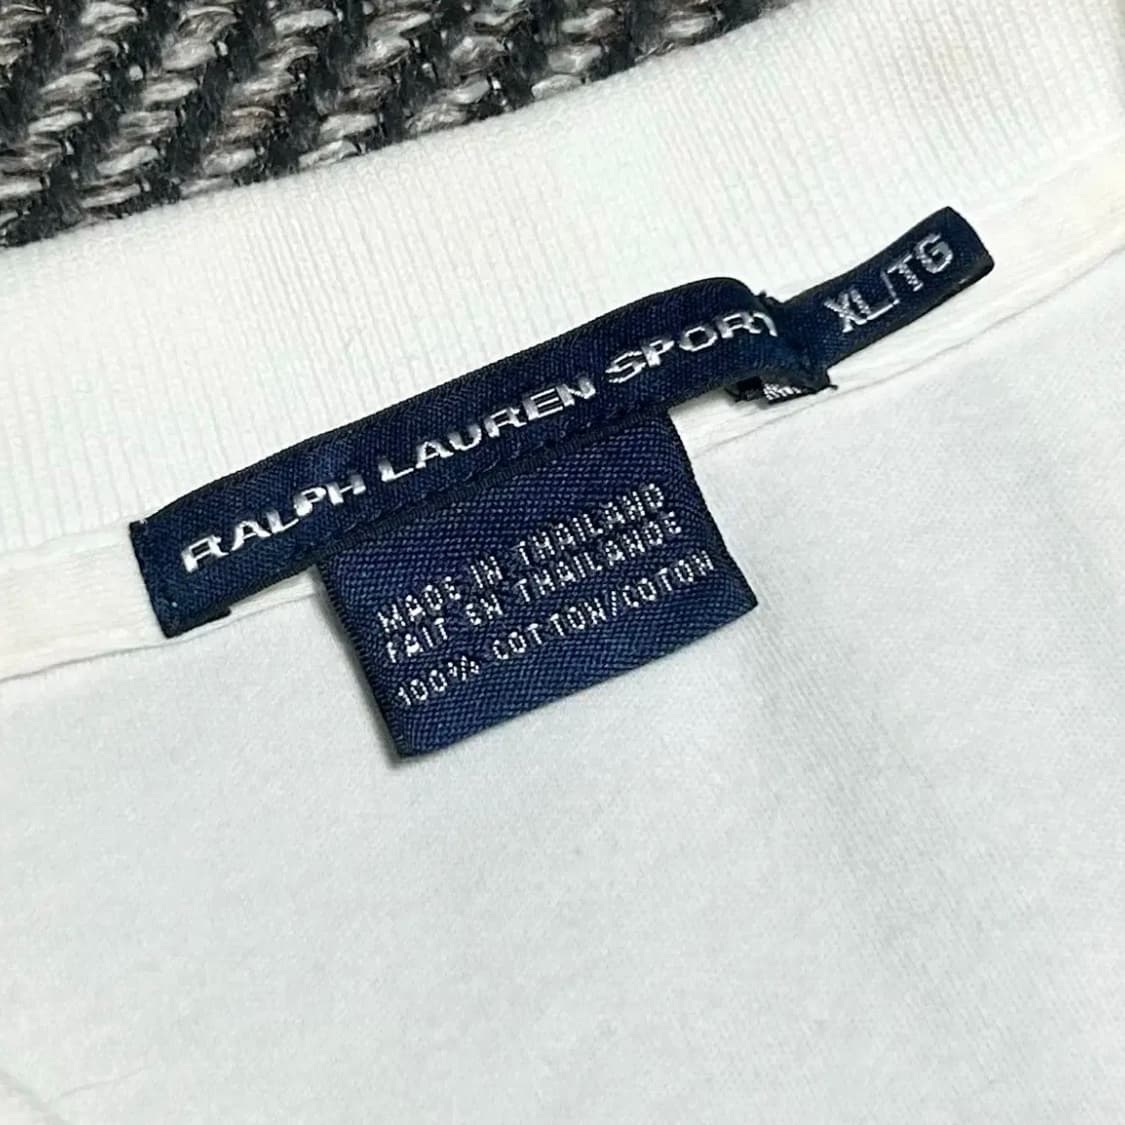 RALPH LAUREN SPORT
XL/TG
MADE IN THAILAND
FAIT EN THAILANDE
100% COTTON/COTON